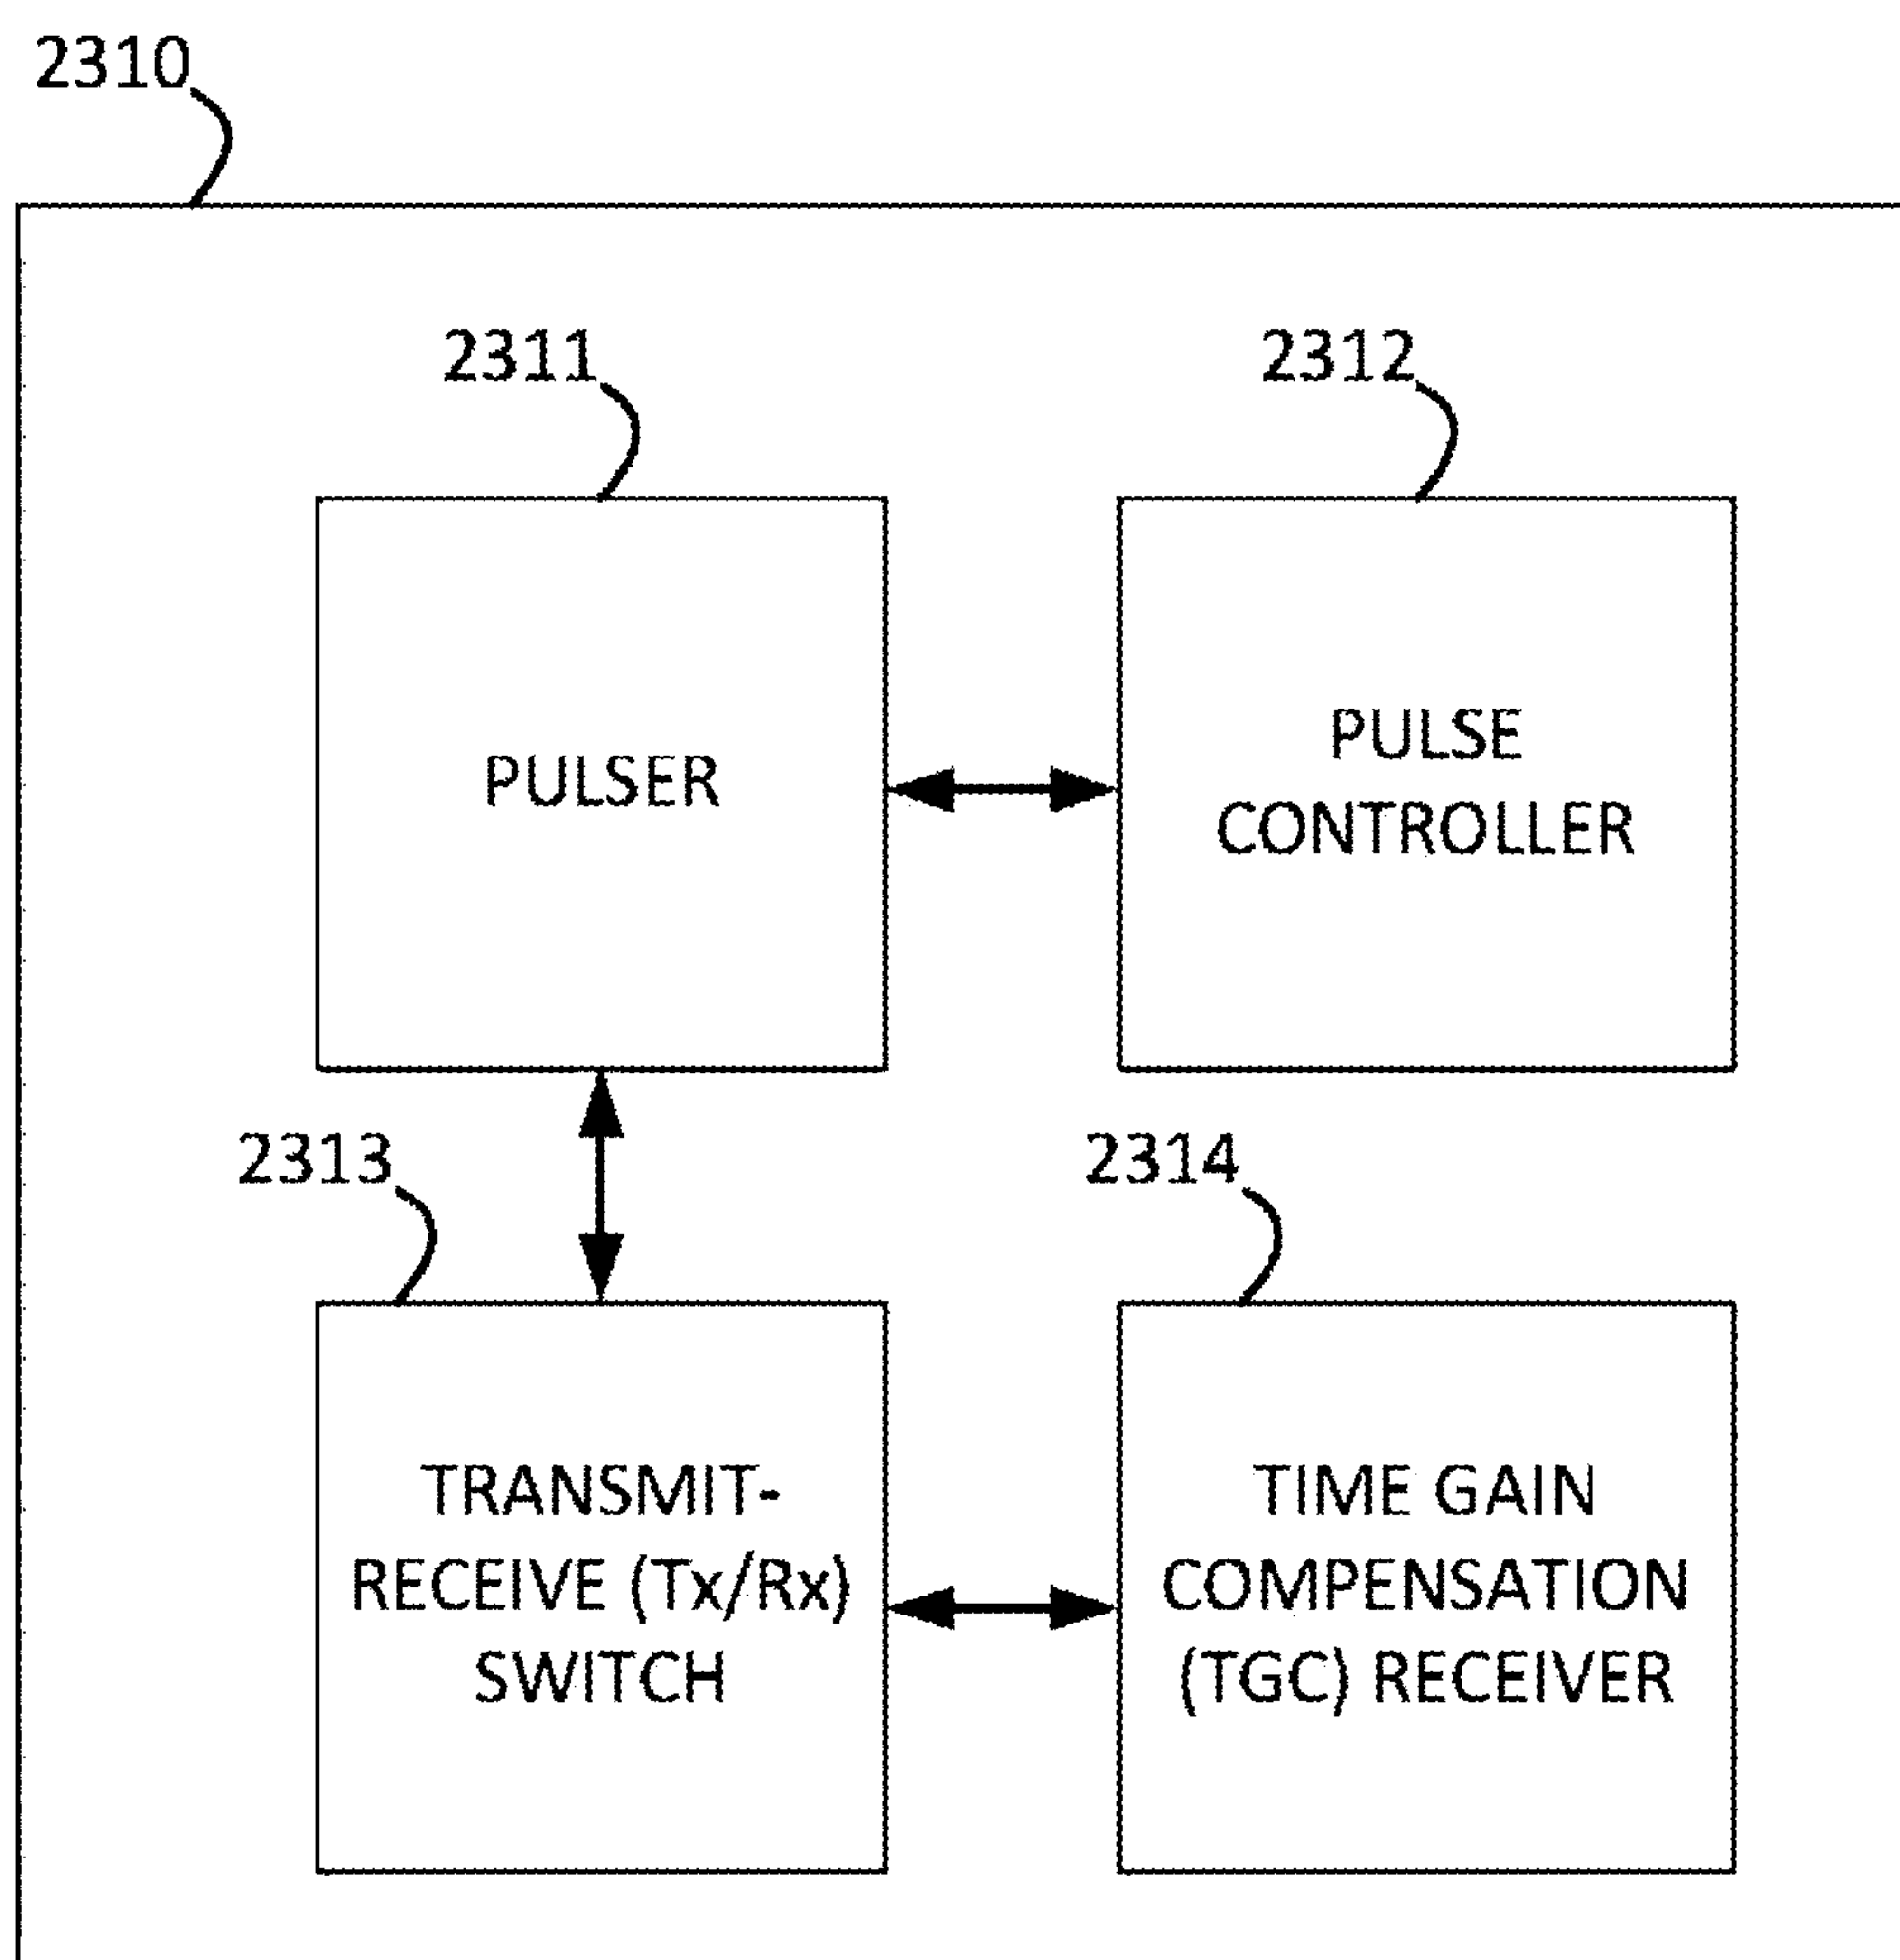 2310
2311
2312
PULSER
PULSE
CONTROLLER
2313
2314
TRANSMIT-
RECEIVE (Tx/Rx)
SWITCH
TIME GAIN
COMPENSATION
(TGC) RECEIVER